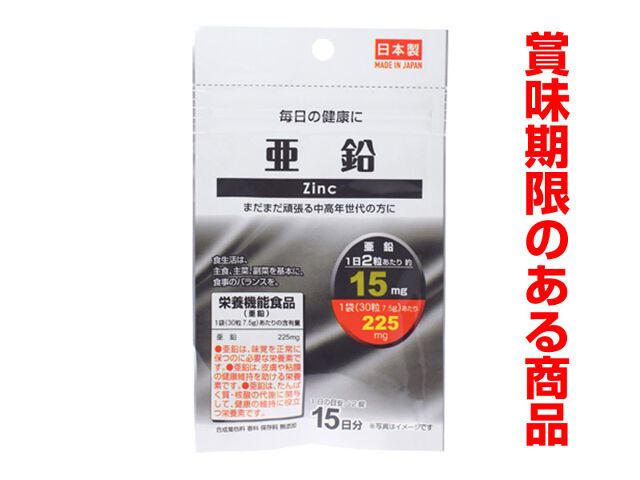 日本製
MADE IN JAPAN
毎日の健康に
亜鉛
Zinc
まだまだ頑張る中高年世代の方に
食生活は、
主食、主菜、副菜を基本に、
食事のバランスを。
亜鉛
1日2粒あたり 約
15mg
1袋(30粒 7.5g)あたり
225
mg
栄養機能食品
(亜鉛)
1袋(30粒 7.5g)あたりの含有量
亜鉛 225mg
●亜鉛は、味覚を正常に
保つのに必要な栄養素で
す。●亜鉛は、皮膚や粘膜
の健康維持を助ける栄養
素です。●亜鉛は、たんぱ
く質・核酸の代謝に関与
して、健康の維持に役立
つ栄養素です。
合成着色料 香料 保存料 無添加
1日の目安/2粒
15日分
※写真はイメージです
賞味期限のある商品